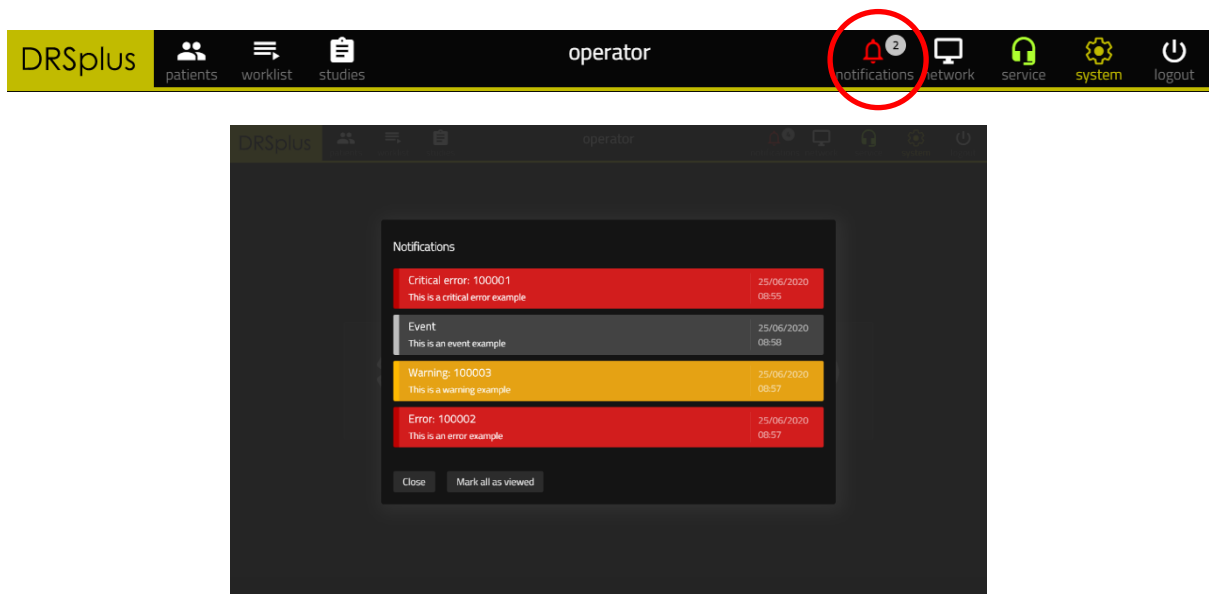 DRSplus
patients
worklist
studies
operator
2
notifications
network
service
system
logout
DRSplus
operator
Notifications
Critical error: 100001
This is a critical error example
25/06/2020
08:55
Event
This is an event example
25/06/2020
08:58
Warning: 100003
This is a warning example
25/06/2020
08:57
Error: 100002
This is an error example
25/06/2020
08:57
Close
Mark all as viewed